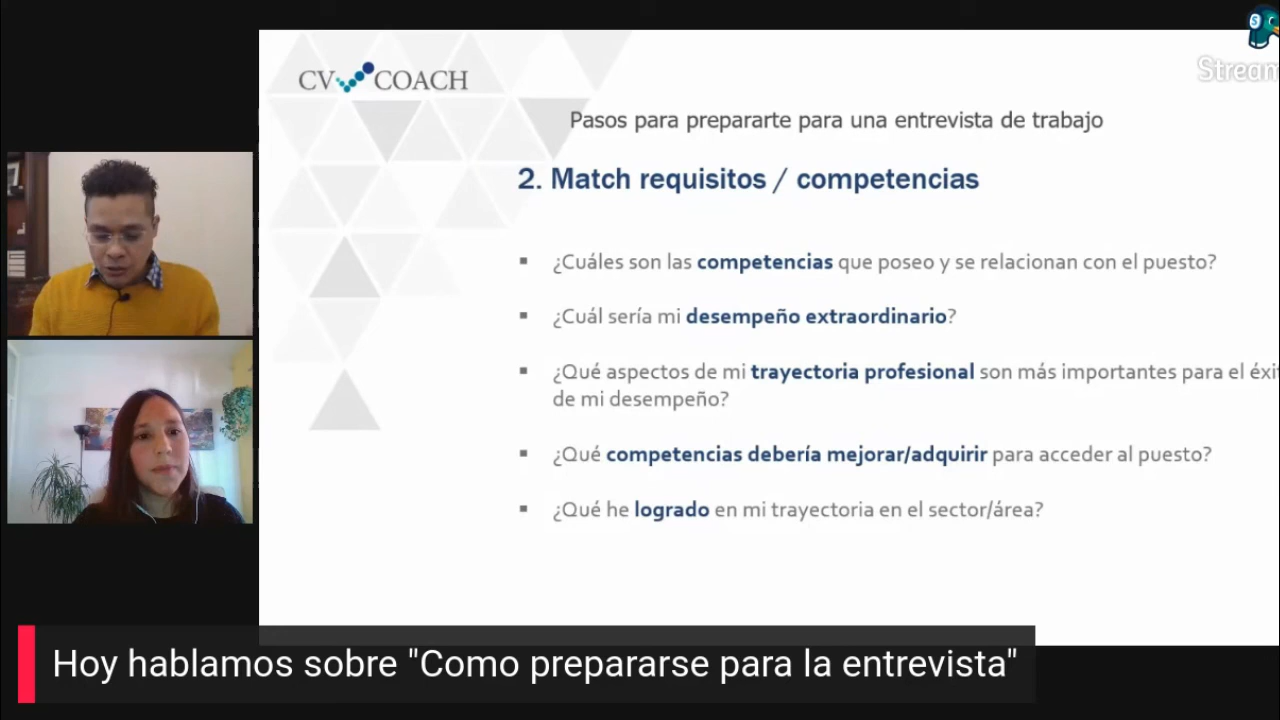 CV COACH
Stream
Pasos para prepararte para una entrevista de trabajo
2. Match requisitos / competencias
▪ ¿Cuáles son las competencias que poseo y se relacionan con el puesto?
▪ ¿Cuál sería mi desempeño extraordinario?
▪ ¿Qué aspectos de mi trayectoria profesional son más importantes para el éxi
de mi desempeño?
▪ ¿Qué competencias debería mejorar/adquirir para acceder al puesto?
▪ ¿Qué he logrado en mi trayectoria en el sector/área?
Hoy hablamos sobre "Como prepararse para la entrevista"